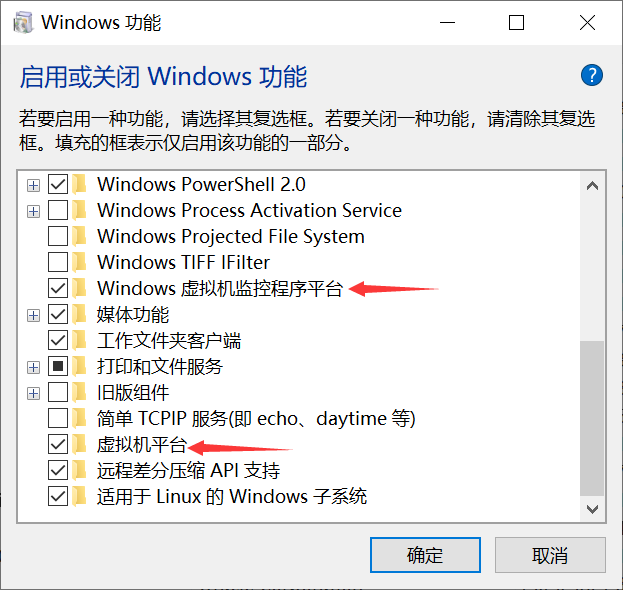 Windows 功能
启用或关闭 Windows 功能
若要启用一种功能，请选择其复选框。若要关闭一种功能，请清除其复选
框。填充的框表示仅启用该功能的一部分。
Windows PowerShell 2.0
Windows Process Activation Service
Windows Projected File System
Windows TIFF IFilter
Windows 虚拟机监控程序平台
媒体功能
工作文件夹客户端
打印和文件服务
旧版组件
简单 TCPIP 服务(即 echo、daytime 等)
虚拟机平台
远程差分压缩 API 支持
适用于 Linux 的 Windows 子系统
确定 取消